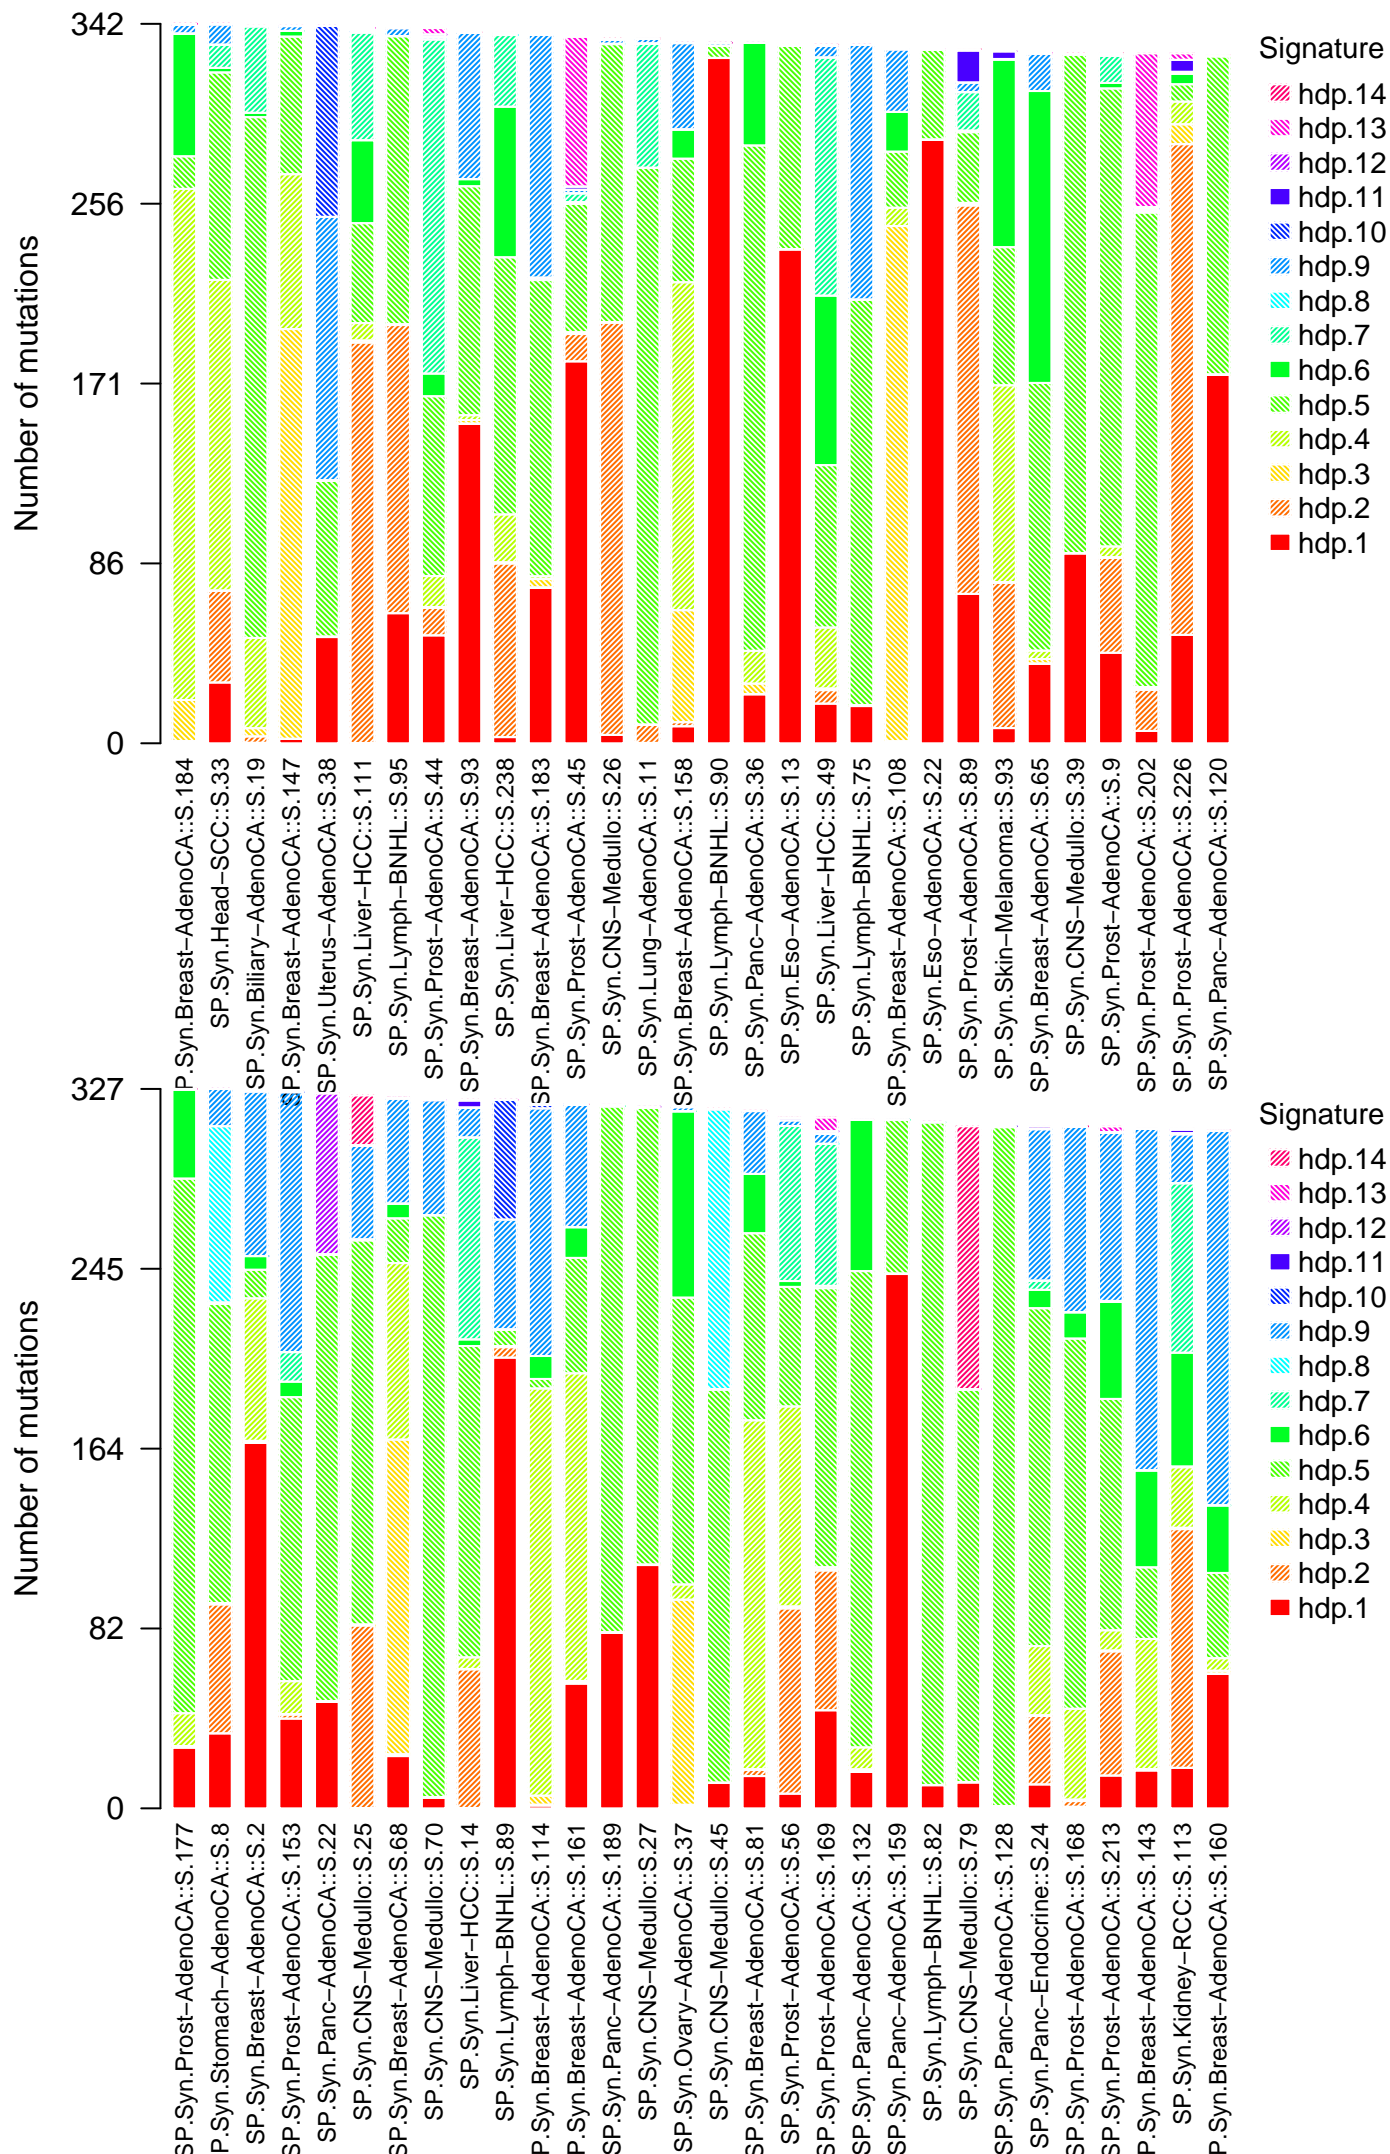 Number of mutations
342
256
171
86
0
Signature
hdp.14
hdp.13
hdp.12
hdp.11
hdp.10
hdp.9
hdp.8
hdp.7
hdp.6
hdp.5
hdp.4
hdp.3
hdp.2
hdp.1
P.Syn.Breast−AdenoCA::S.184
SP.Syn.Head−SCC::S.33
SP.Syn.Biliary−AdenoCA::S.19
SP.Syn.Breast−AdenoCA::S.147
SP.Syn.Uterus−AdenoCA::S.38
SP.Syn.Liver−HCC::S.111
SP.Syn.Lymph−BNHL::S.95
SP.Syn.Prost−AdenoCA::S.44
SP.Syn.Breast−AdenoCA::S.93
SP.Syn.Liver−HCC::S.238
SP.Syn.Breast−AdenoCA::S.183
SP.Syn.Prost−AdenoCA::S.45
SP.Syn.CNS−Medullo::S.26
SP.Syn.Lung−AdenoCA::S.11
SP.Syn.Breast−AdenoCA::S.158
SP.Syn.Lymph−BNHL::S.90
SP.Syn.Panc−AdenoCA::S.36
SP.Syn.Eso−AdenoCA::S.13
SP.Syn.Liver−HCC::S.49
SP.Syn.Lymph−BNHL::S.75
SP.Syn.Breast−AdenoCA::S.108
SP.Syn.Eso−AdenoCA::S.22
SP.Syn.Prost−AdenoCA::S.89
SP.Syn.Skin−Melanoma::S.93
SP.Syn.Breast−AdenoCA::S.65
SP.Syn.CNS−Medullo::S.39
SP.Syn.Prost−AdenoCA::S.9
SP.Syn.Prost−AdenoCA::S.202
SP.Syn.Prost−AdenoCA::S.226
SP.Syn.Panc−AdenoCA::S.120
Number of mutations
327
245
164
82
0
Signature
hdp.14
hdp.13
hdp.12
hdp.11
hdp.10
hdp.9
hdp.8
hdp.7
hdp.6
hdp.5
hdp.4
hdp.3
hdp.2
hdp.1
SP.Syn.Prost−AdenoCA::S.177
P.Syn.Stomach−AdenoCA::S.8
SP.Syn.Breast−AdenoCA::S.2
SP.Syn.Prost−AdenoCA::S.153
SP.Syn.Panc−AdenoCA::S.22
SP.Syn.CNS−Medullo::S.25
SP.Syn.Breast−AdenoCA::S.68
SP.Syn.CNS−Medullo::S.70
SP.Syn.Liver−HCC::S.14
SP.Syn.Lymph−BNHL::S.89
P.Syn.Breast−AdenoCA::S.114
P.Syn.Breast−AdenoCA::S.161
SP.Syn.Panc−AdenoCA::S.189
SP.Syn.CNS−Medullo::S.27
SP.Syn.Ovary−AdenoCA::S.37
SP.Syn.CNS−Medullo::S.45
SP.Syn.Breast−AdenoCA::S.81
SP.Syn.Prost−AdenoCA::S.56
SP.Syn.Prost−AdenoCA::S.169
SP.Syn.Panc−AdenoCA::S.132
SP.Syn.Panc−AdenoCA::S.159
SP.Syn.Lymph−BNHL::S.82
SP.Syn.CNS−Medullo::S.79
SP.Syn.Panc−AdenoCA::S.128
SP.Syn.Panc−Endocrine::S.24
SP.Syn.Prost−AdenoCA::S.168
SP.Syn.Prost−AdenoCA::S.213
P.Syn.Breast−AdenoCA::S.143
SP.Syn.Kidney−RCC::S.113
P.Syn.Breast−AdenoCA::S.160